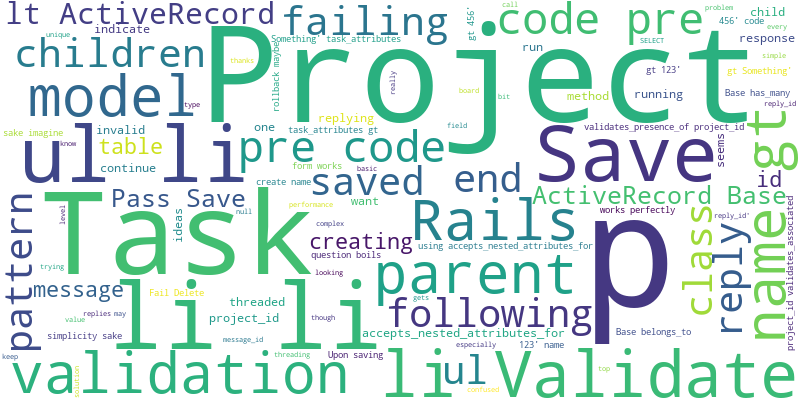 lt ActiveRecord
indicate
unique
failing
Something' task_attributes
call
gt 456'
code pre
problem
456' code
child
every
response
children
Project
thanks
rollback maybe
run
SELECT
gt 123'
gt Something'
simple
model
type
replying
really
board
bit
method
running
Base has_many
reply_id
sake imagine
invalid
know
table
continue
ul li
one
task_attributes gt
field
pre code
form works
basic
validates_presence of project_id
Save
seems
gt
id
Pass Save
create name
saved end
ActiveRecord Base
want
level
null
ideas
performance
complex
works perfectly
reply_id'
pattern
Task
creating
question boils
looking
Rails
using accepts_nested_attributes_for
p
class
reply
name
project_id validates_associated
message
trying
Fail Delete
threaded
parent
gets
value
replies may
project_id
though
following
simplicity sake
message_id
li li
accepts_nested_attributes_for
Base belongs_to
keep
threading
Upon saving
especially
123' name
solution
validation li
ul
confused
top
Validate